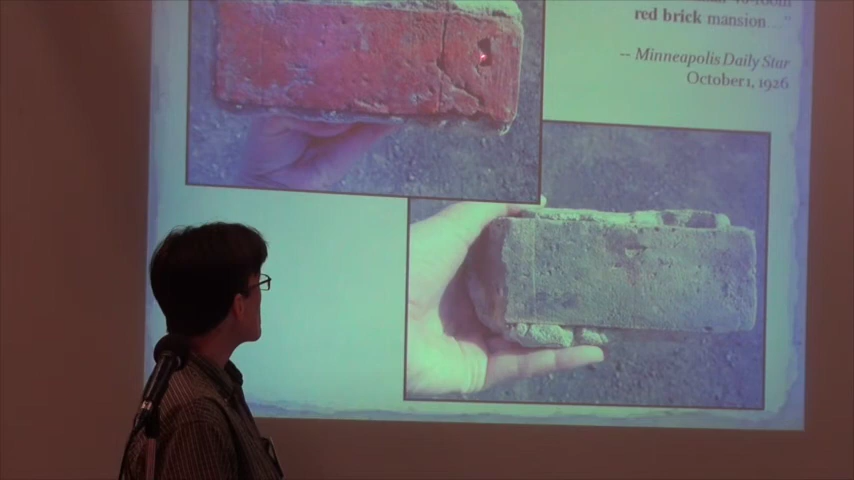 red brick mansion...”
-- Minneapolis Daily Star
October 1, 1926